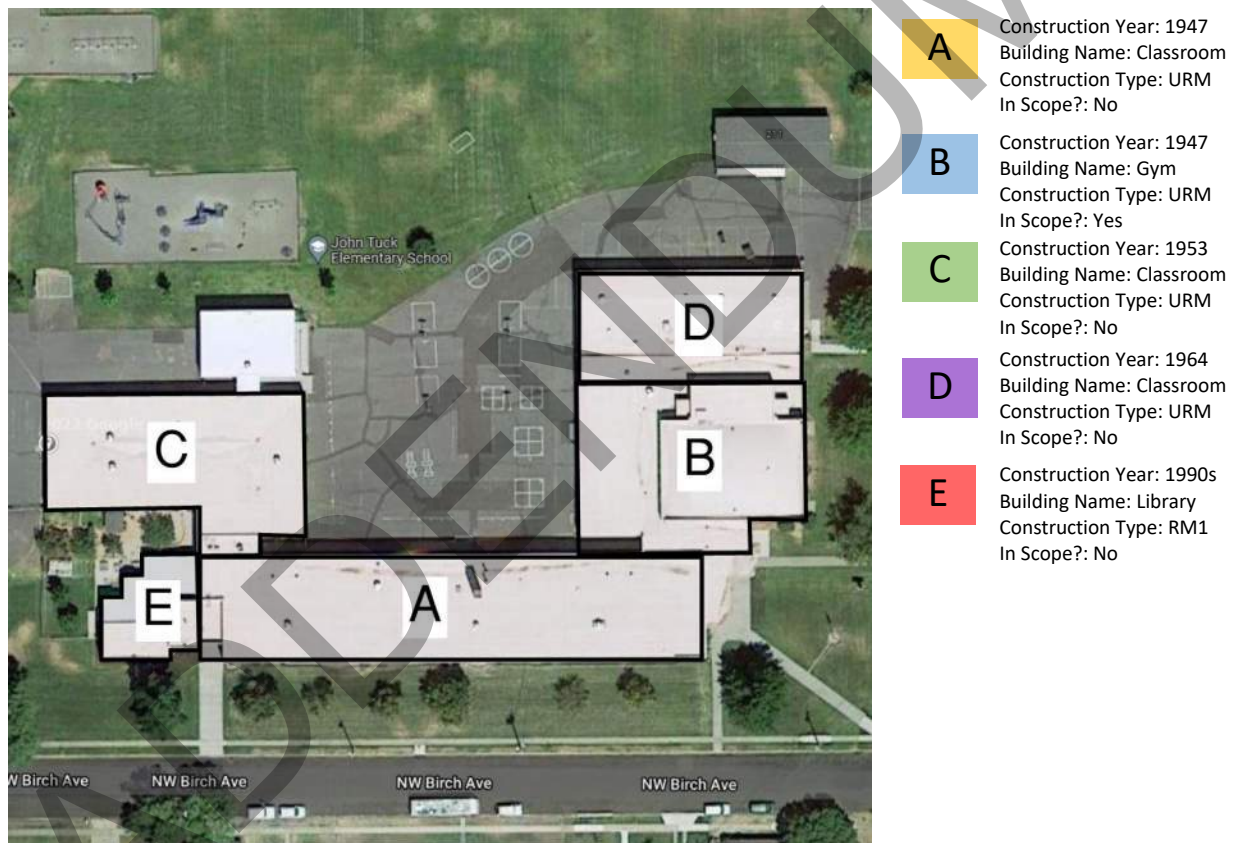 A
Construction Year: 1947
Building Name: Classroom
Construction Type: URM
In Scope?: No
B
Construction Year: 1947
Building Name: Gym
Construction Type: URM
In Scope?: Yes
C
Construction Year: 1953
Building Name: Classroom
Construction Type: URM
In Scope?: No
D
Construction Year: 1964
Building Name: Classroom
Construction Type: URM
In Scope?: No
E
Construction Year: 1990s
Building Name: Library
Construction Type: RM1
In Scope?: No
John Tuck
Elementary School
D
C
B
E
A
W Birch Ave
NW Birch Ave
NW Birch Ave
NW Birch Ave
ADDENDUM